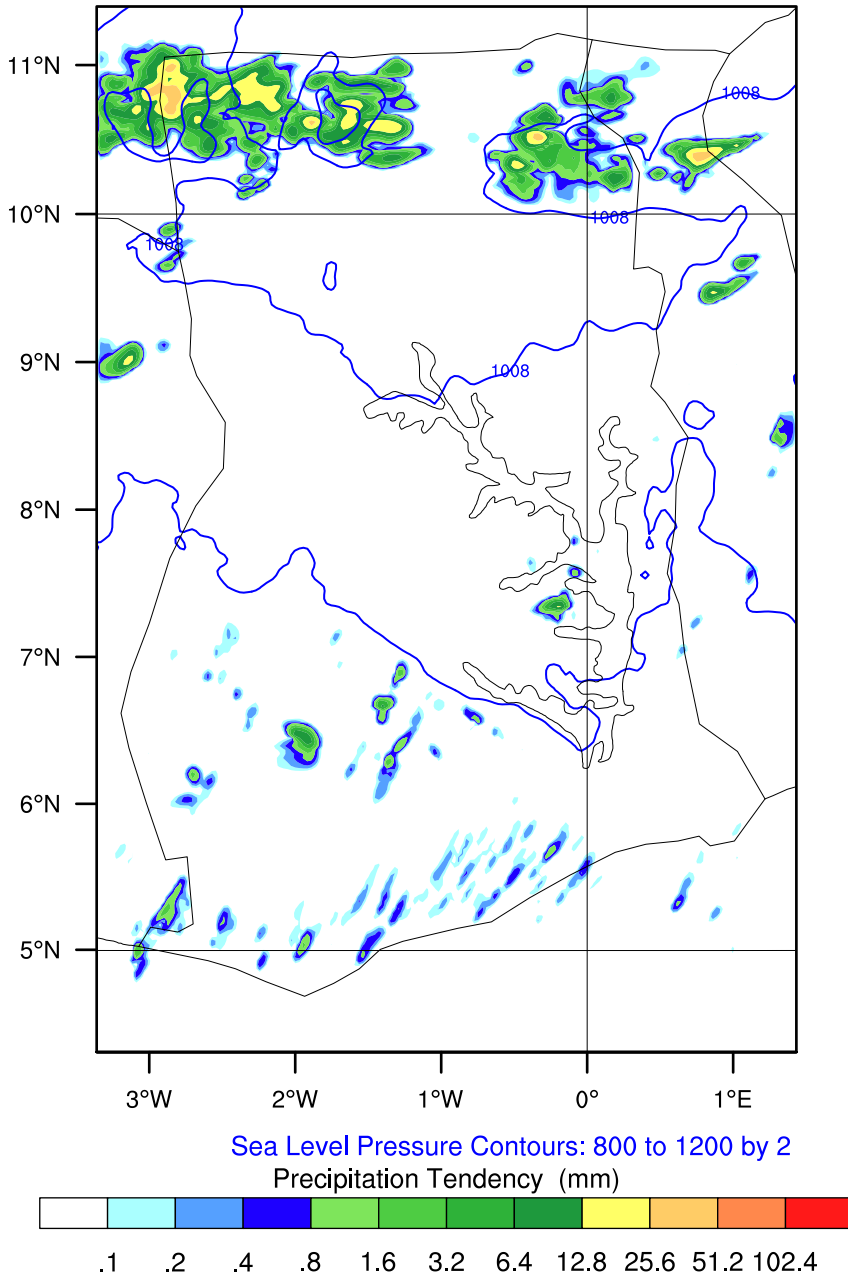 11°N
1008
10°N
1008
1008
9°N
1008
8°N
7°N
6°N
5°N
3°W 2°W 1°W 0° 1°E
Sea Level Pressure Contours: 800 to 1200 by 2
Precipitation Tendency (mm)
.1 .2 .4 .8 1.6 3.2 6.4 12.8 25.6 51.2 102.4